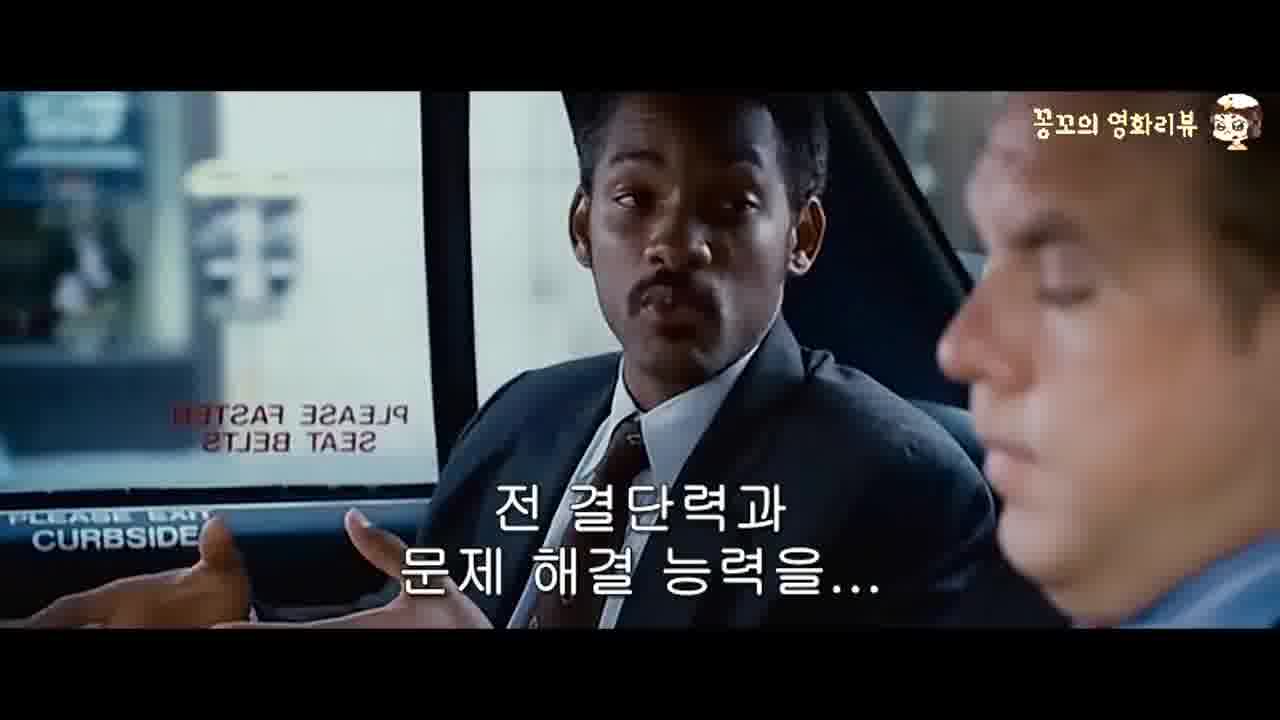 꽁꼬의 영화리뷰
PLEASE FASTEN
SEAT BELTS
PLEASE EXIT
CURBSIDE
전 결단력과
문제 해결 능력을...